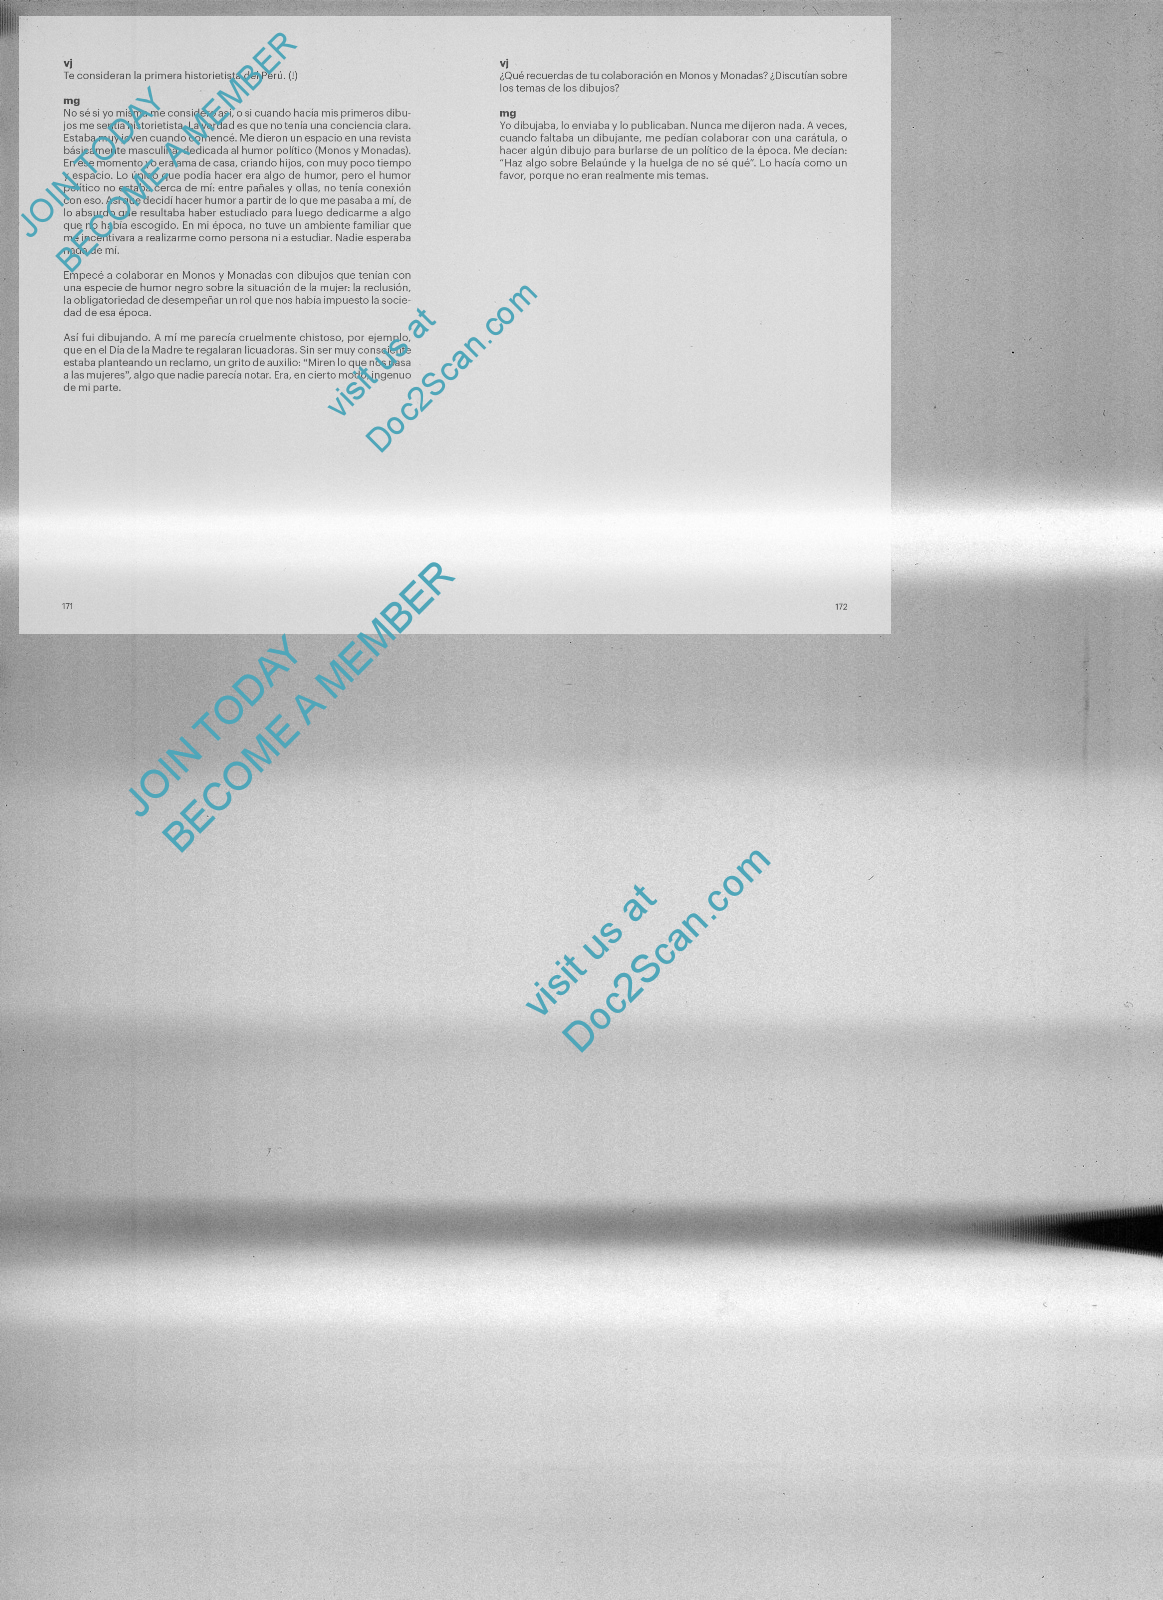 vj
Te consideran la primera historietista del Perú. (!)
mg
No sé si yo misma me considero así, o si cuando hacía mis primeros dibu-
jos me sentía historietista. La verdad es que no tenía una conciencia clara.
Estaba muy joven cuando comencé. Me dieron un espacio en una revista
básicamente masculina, dedicada al humor político (Monos y Monadas).
En ese momento yo era ama de casa, criando hijos, con muy poco tiempo
y espacio. Lo único que podía hacer era algo de humor, pero el humor
político no estaba cerca de mí: entre pañales y ollas, no tenía conexión
con eso. Así que decidí hacer humor a partir de lo que me pasaba a mí, de
lo absurdo que resultaba haber estudiado para luego dedicarme a algo
que no había escogido. En mi época, no tuve un ambiente familiar que
me incentivara a realizarme como persona ni a estudiar. Nadie esperaba
nada de mí.
Empecé a colaborar en Monos y Monadas con dibujos que tenían con
una especie de humor negro sobre la situación de la mujer: la reclusión,
la obligatoriedad de desempeñar un rol que nos había impuesto la socie-
dad de esa época.
Así fui dibujando. A mí me parecía cruelmente chistoso, por ejemplo,
que en el Día de la Madre te regalaran licuadoras. Sin ser muy consciente
estaba planteando un reclamo, un grito de auxilio: “Miren lo que nos pasa
a las mujeres”, algo que nadie parecía notar. Era, en cierto modo, ingenuo
de mi parte.
171
vj
¿Qué recuerdas de tu colaboración en Monos y Monadas? ¿Discutían sobre
los temas de los dibujos?
mg
Yo dibujaba, lo enviaba y lo publicaban. Nunca me dijeron nada. A veces,
cuando faltaba un dibujante, me pedían colaborar con una carátula, o
hacer algún dibujo para burlarse de un político de la época. Me decían:
“Haz algo sobre Belaúnde y la huelga de no sé qué”. Lo hacía como un
favor, porque no eran realmente mis temas.
172
JOIN TODAY
BECOME A MEMBER
visit us at
Doc2Scan.com
JOIN TODAY
BECOME A MEMBER
visit us at
Doc2Scan.com